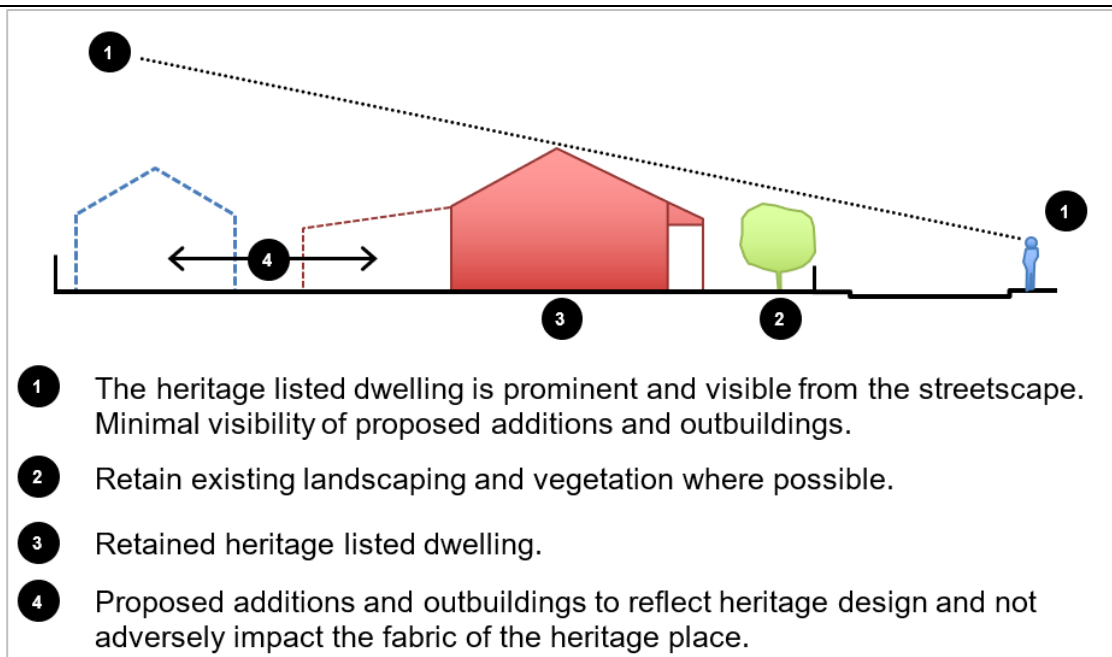 1
1
4
3
2
1 The heritage listed dwelling is prominent and visible from the streetscape.
Minimal visibility of proposed additions and outbuildings.
2 Retain existing landscaping and vegetation where possible.
3 Retained heritage listed dwelling.
4 Proposed additions and outbuildings to reflect heritage design and not
adversely impact the fabric of the heritage place.